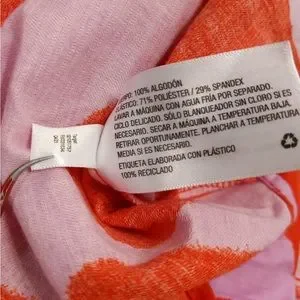 CUERPO: 100% ALGODÓN
ELÁSTICO: 71% POLIÉSTER / 29% SPANDEX
LAVAR A MÁQUINA CON AGUA FRÍA POR SEPARADO.
CICLO DELICADO. SÓLO BLANQUEADOR SIN CLORO SI ES
NECESARIO. SECAR A MÁQUINA A TEMPERATURA BAJA.
RETIRAR OPORTUNAMENTE. PLANCHAR A TEMPERATURA
MEDIA SI ES NECESARIO.
ETIQUETA ELABORADA CON PLÁSTICO
100% RECICLADO